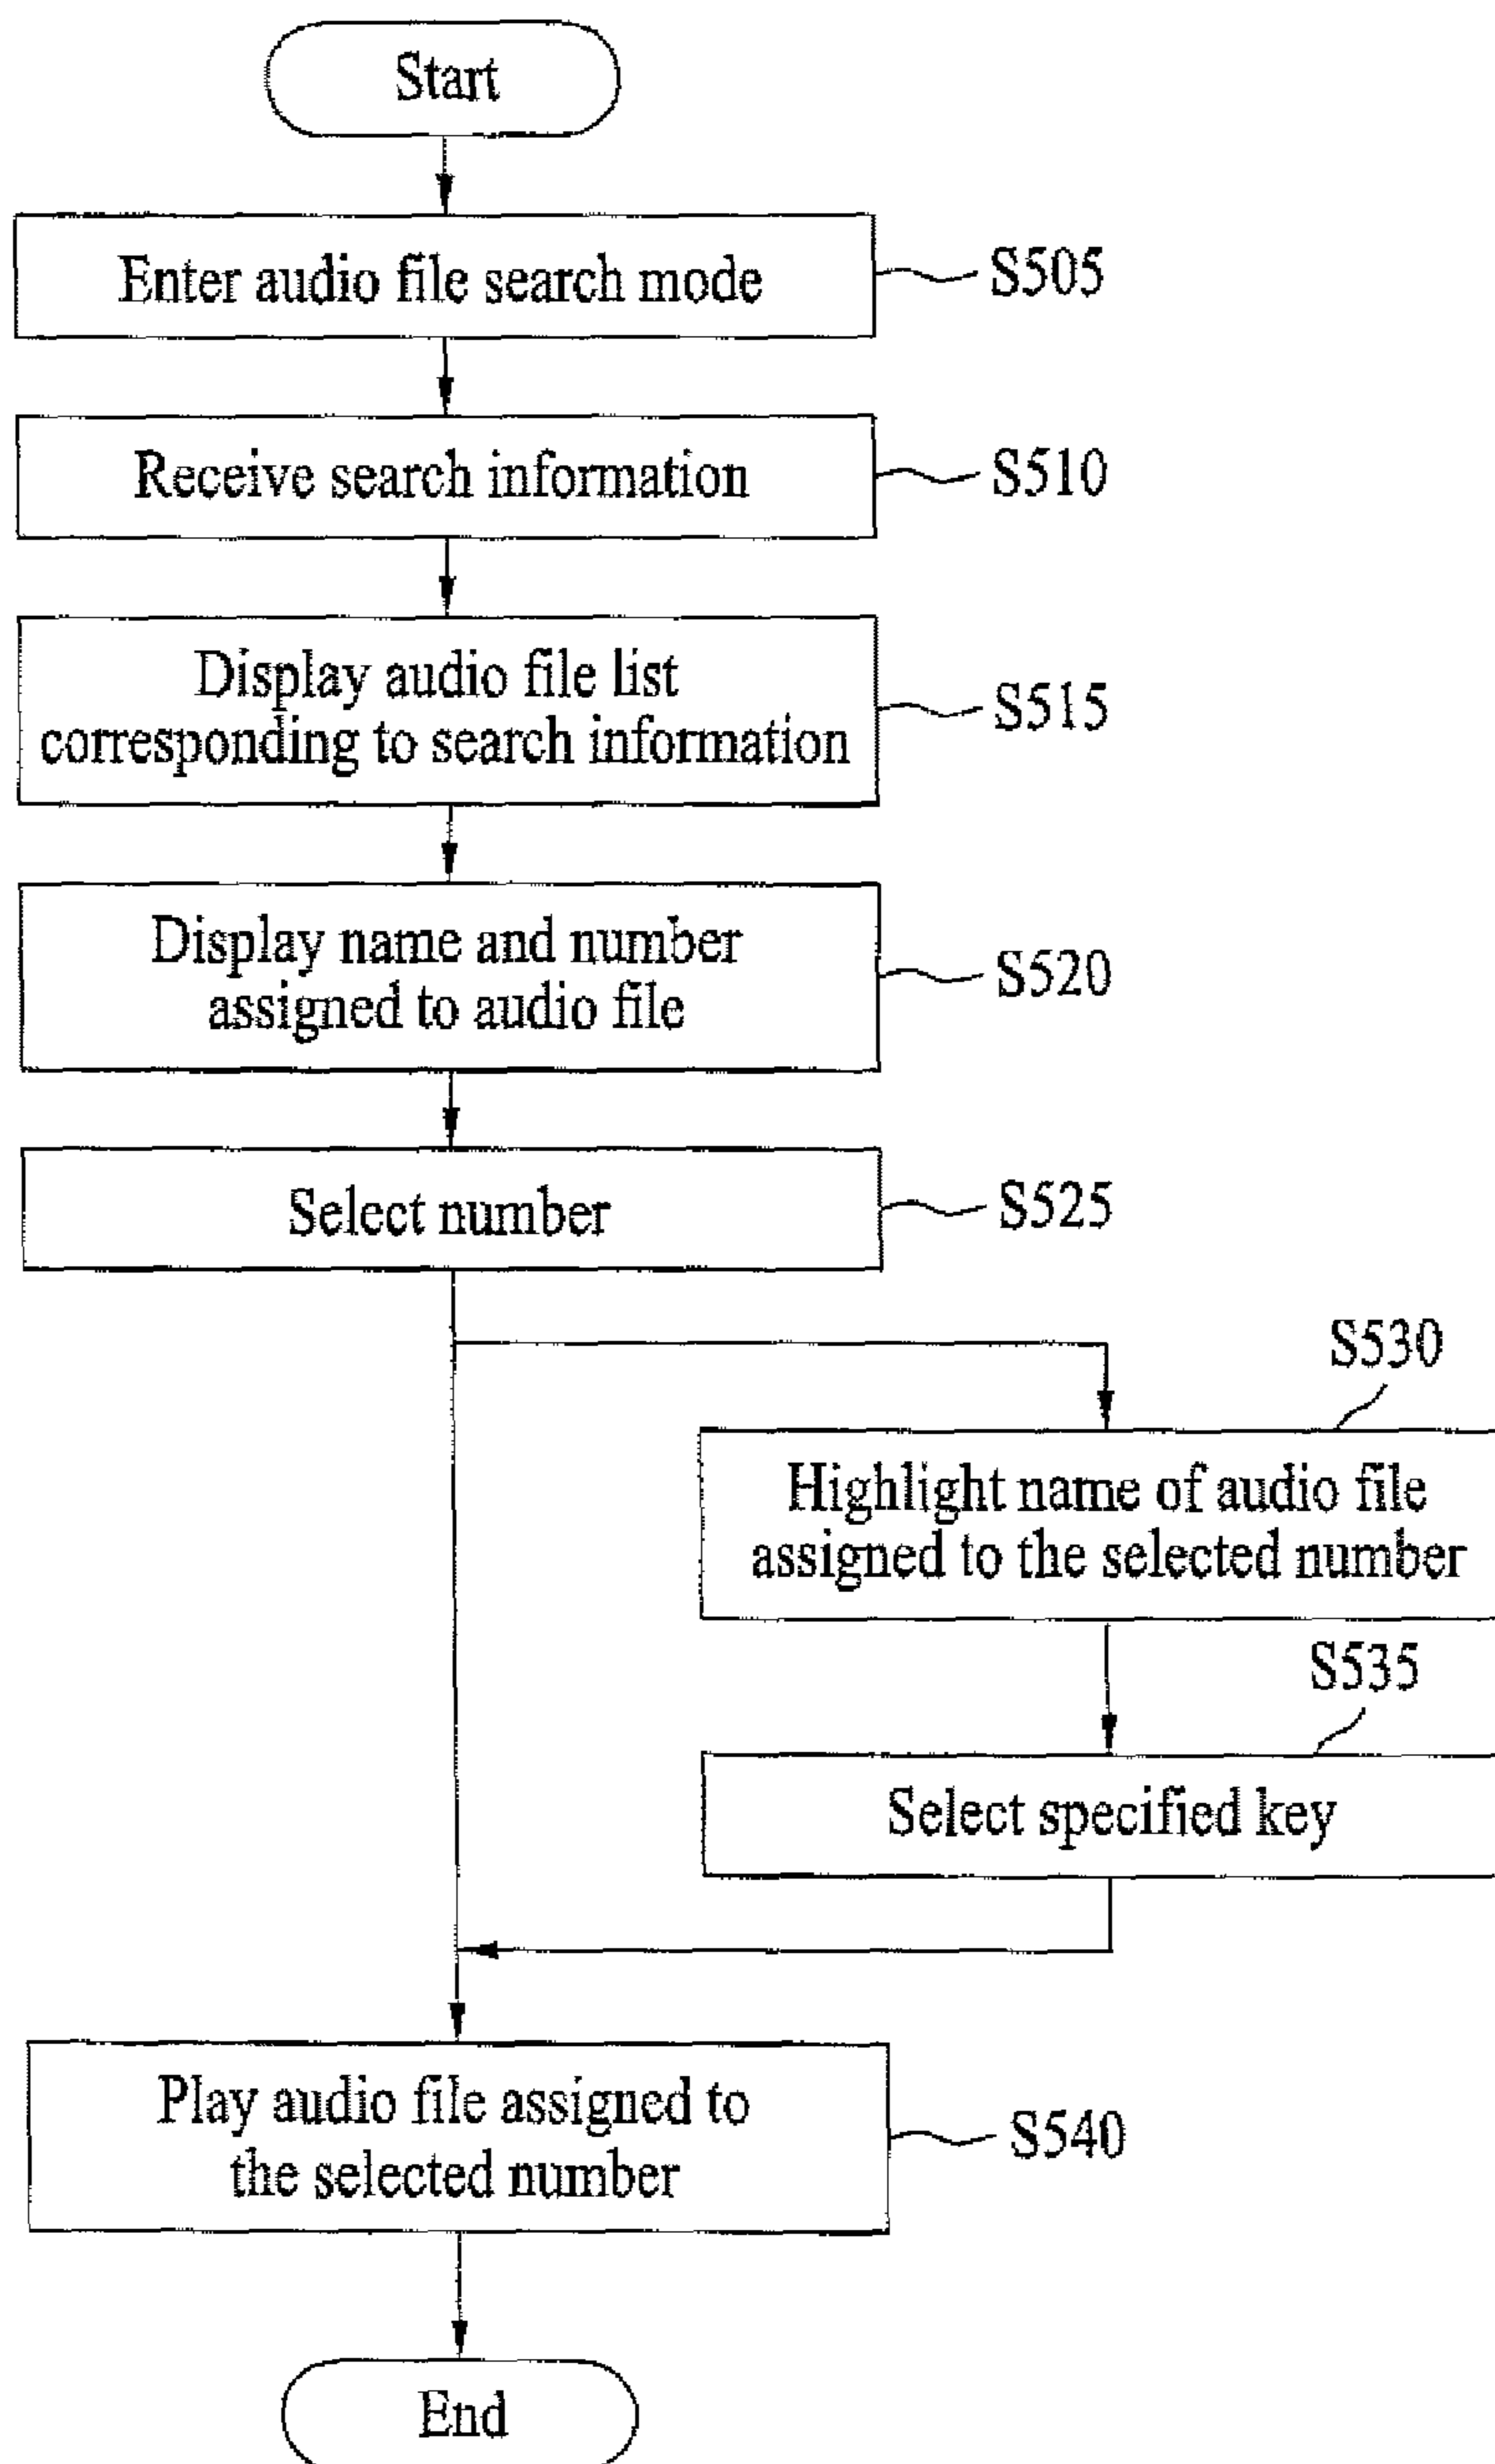 Start
Enter audio file search mode
S505
Receive search information
S510
Display audio file list
corresponding to search information
S515
Display name and number
assigned to audio file
S520
Select number
S525
S530
Highlight name of audio file
assigned to the selected number
S535
Select specified key
Play audio file assigned to
the selected number
S540
End